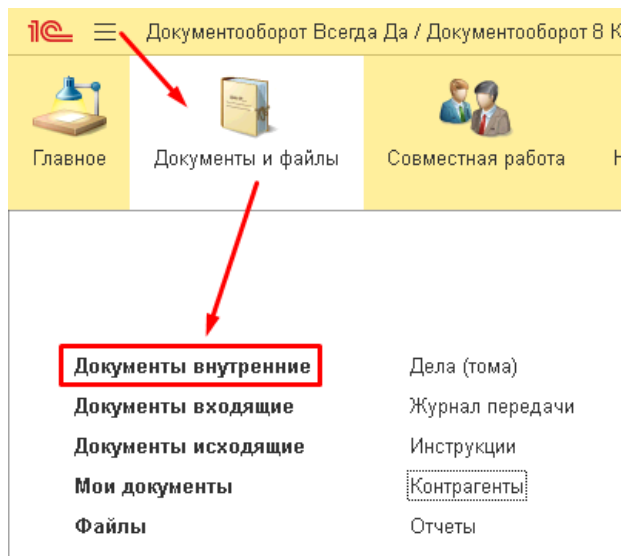 1С Документооборот Всегда Да / Документооборот 8 К
Главное Документы и файлы Совместная работа Н
Документы внутренние Дела (тома)
Документы входящие Журнал передачи
Документы исходящие Инструкции
Мои документы Контрагенты
Файлы Отчеты